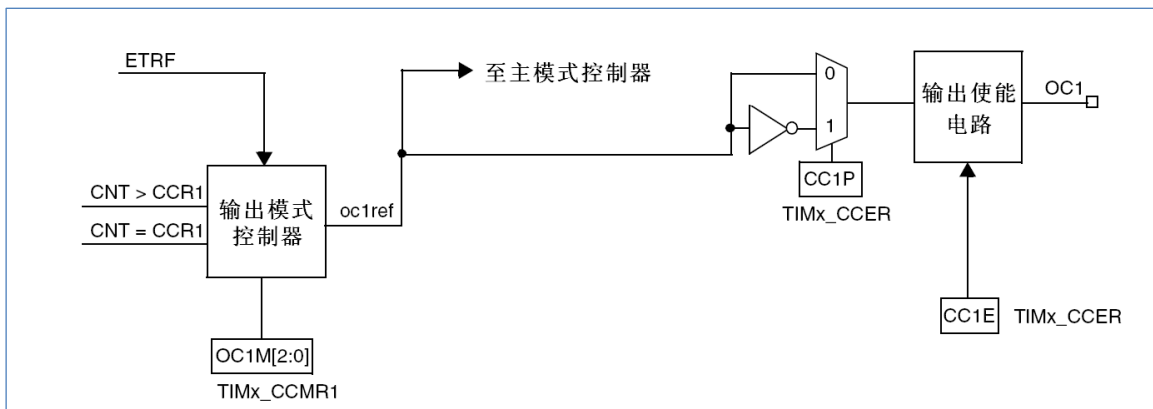 ETRF
至主模式控制器
0
1
输出使能
电路
OC1
CC1P
TIMx_CCER
CNT > CCR1
CNT = CCR1
输出模式
控制器
oc1ref
CC1E
TIMx_CCER
OC1M[2:0]
TIMx_CCMR1